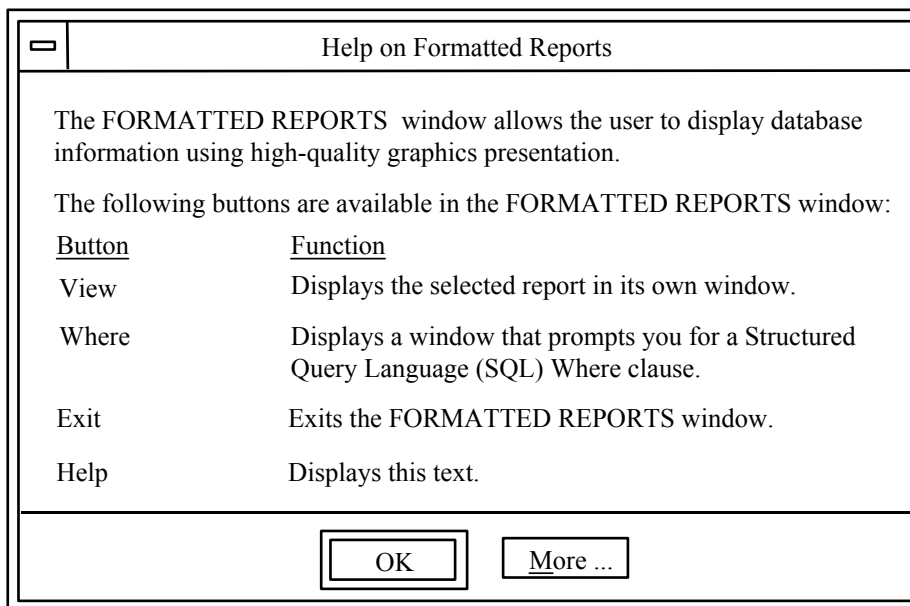 Help on Formatted Reports
The FORMATTED REPORTS window allows the user to display database
information using high-quality graphics presentation.
The following buttons are available in the FORMATTED REPORTS window:
Button Function
View Displays the selected report in its own window.
Where Displays a window that prompts you for a Structured
Query Language (SQL) Where clause.
Exit Exits the FORMATTED REPORTS window.
Help Displays this text.
OK More ...